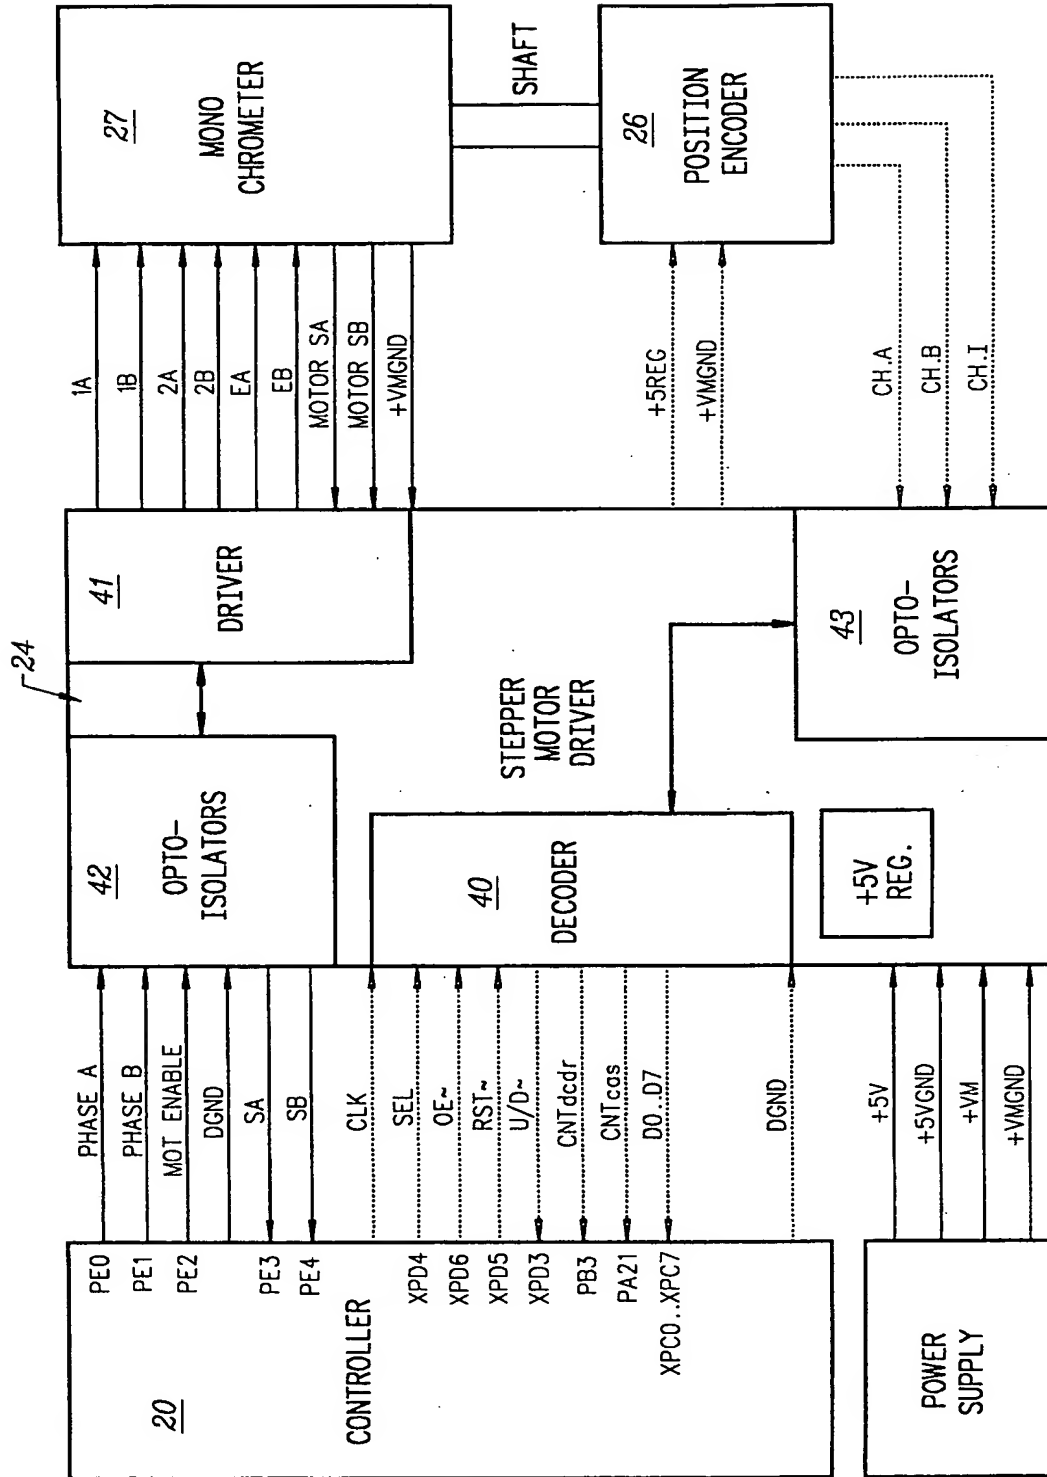 20
CONTROLLER
PE0
PE1
PE2
PE3
PE4
XPD4
XPD6
XPD5
XPD3
PB3
PA21
XPC0..XPC7
POWER
SUPPLY
PHASE A
PHASE B
MOT ENABLE
DGND
SA
SB
CLK
SEL
OE~
RST~
U/D~
CNTdcdr
CNTcas
D0..D7
DGND
+5V
+5VGND
+VM
+VMGND
42
OPTO-
ISOLATORS
40
DECODER
+5V
REG.
24
STEPPER
MOTOR
DRIVER
41
DRIVER
43
OPTO-
ISOLATORS
1A
1B
2A
2B
EA
EB
MOTOR SA
MOTOR SB
+VMGND
+5REG
+VMGND
CH.A
CH.B
CH.I
27
MONO
CHROMETER
SHAFT
26
POSITION
ENCODER